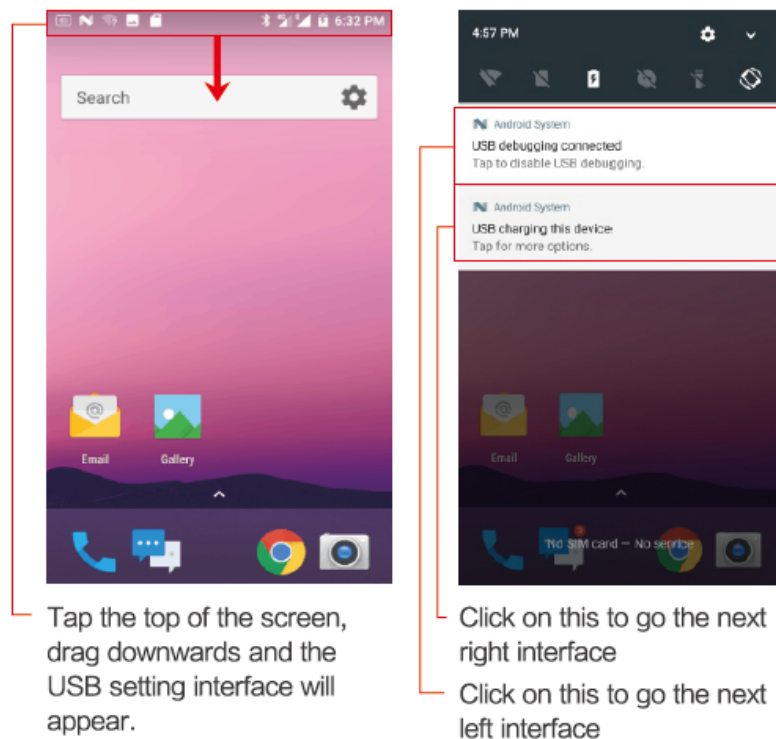 6:32 PM
Search
Email
Gallery
Tap the top of the screen,
drag downwards and the
USB setting interface will
appear.
4:57 PM
Android System
USB debugging connected
Tap to disable USB debugging.
Android System
USB charging this device
Tap for more options.
Email
Gallery
No SIM card — No service
Click on this to go the next
right interface
Click on this to go the next
left interface